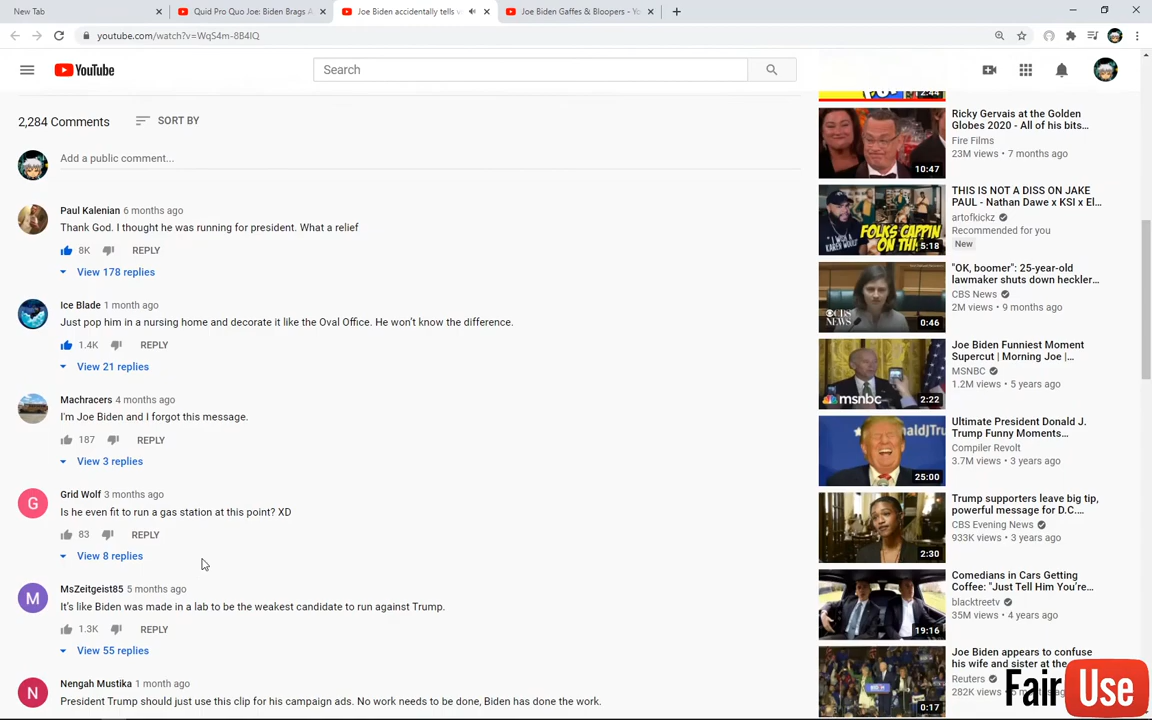 New Tab
Quid Pro Quo Joe: Biden Brags A
Joe Biden accidentally tells v
Joe Biden Gaffes & Bloopers - Yo
youtube.com/watch?v=WqS4m-8B4lQ
YouTube
Search
2,284 Comments
SORT BY
Add a public comment...
Paul Kalenian 6 months ago
Thank God. I thought he was running for president. What a relief
8K REPLY
View 178 replies
Ice Blade 1 month ago
Just pop him in a nursing home and decorate it like the Oval Office. He won't know the difference.
1.4K REPLY
View 21 replies
Machracers 4 months ago
I'm Joe Biden and I forgot this message.
187 REPLY
View 3 replies
G
Grid Wolf 3 months ago
Is he even fit to run a gas station at this point? XD
83 REPLY
View 8 replies
M
MsZeitgeist85 5 months ago
It's like Biden was made in a lab to be the weakest candidate to run against Trump.
1.3K REPLY
View 55 replies
N
Nengah Mustika 1 month ago
President Trump should just use this clip for his campaign ads. No work needs to be done, Biden has done the work.
2:44
10:47
Ricky Gervais at the Golden
Globes 2020 - All of his bits...
Fire Films
23M views • 7 months ago
FOLKS CAPPIN
ON TH
5:18
THIS IS NOT A DISS ON JAKE
PAUL - Nathan Dawe x KSI x El...
artofkickz
Recommended for you
New
CBS NEWS
0:46
"OK, boomer": 25-year-old
lawmaker shuts down heckler...
CBS News
2M views • 9 months ago
msnbc
2:22
Joe Biden Funniest Moment
Supercut | Morning Joe |...
MSNBC
1.2M views • 5 years ago
25:00
Ultimate President Donald J.
Trump Funny Moments...
Compiler Revolt
3.7M views • 3 years ago
2:30
Trump supporters leave big tip,
powerful message for D.C....
CBS Evening News
933K views • 3 years ago
19:16
Comedians in Cars Getting
Coffee: "Just Tell Him You're...
blacktreetv
35M views • 4 years ago
0:17
Joe Biden appears to confuse
his wife and sister at the
Reuters
282K views
Fair Use